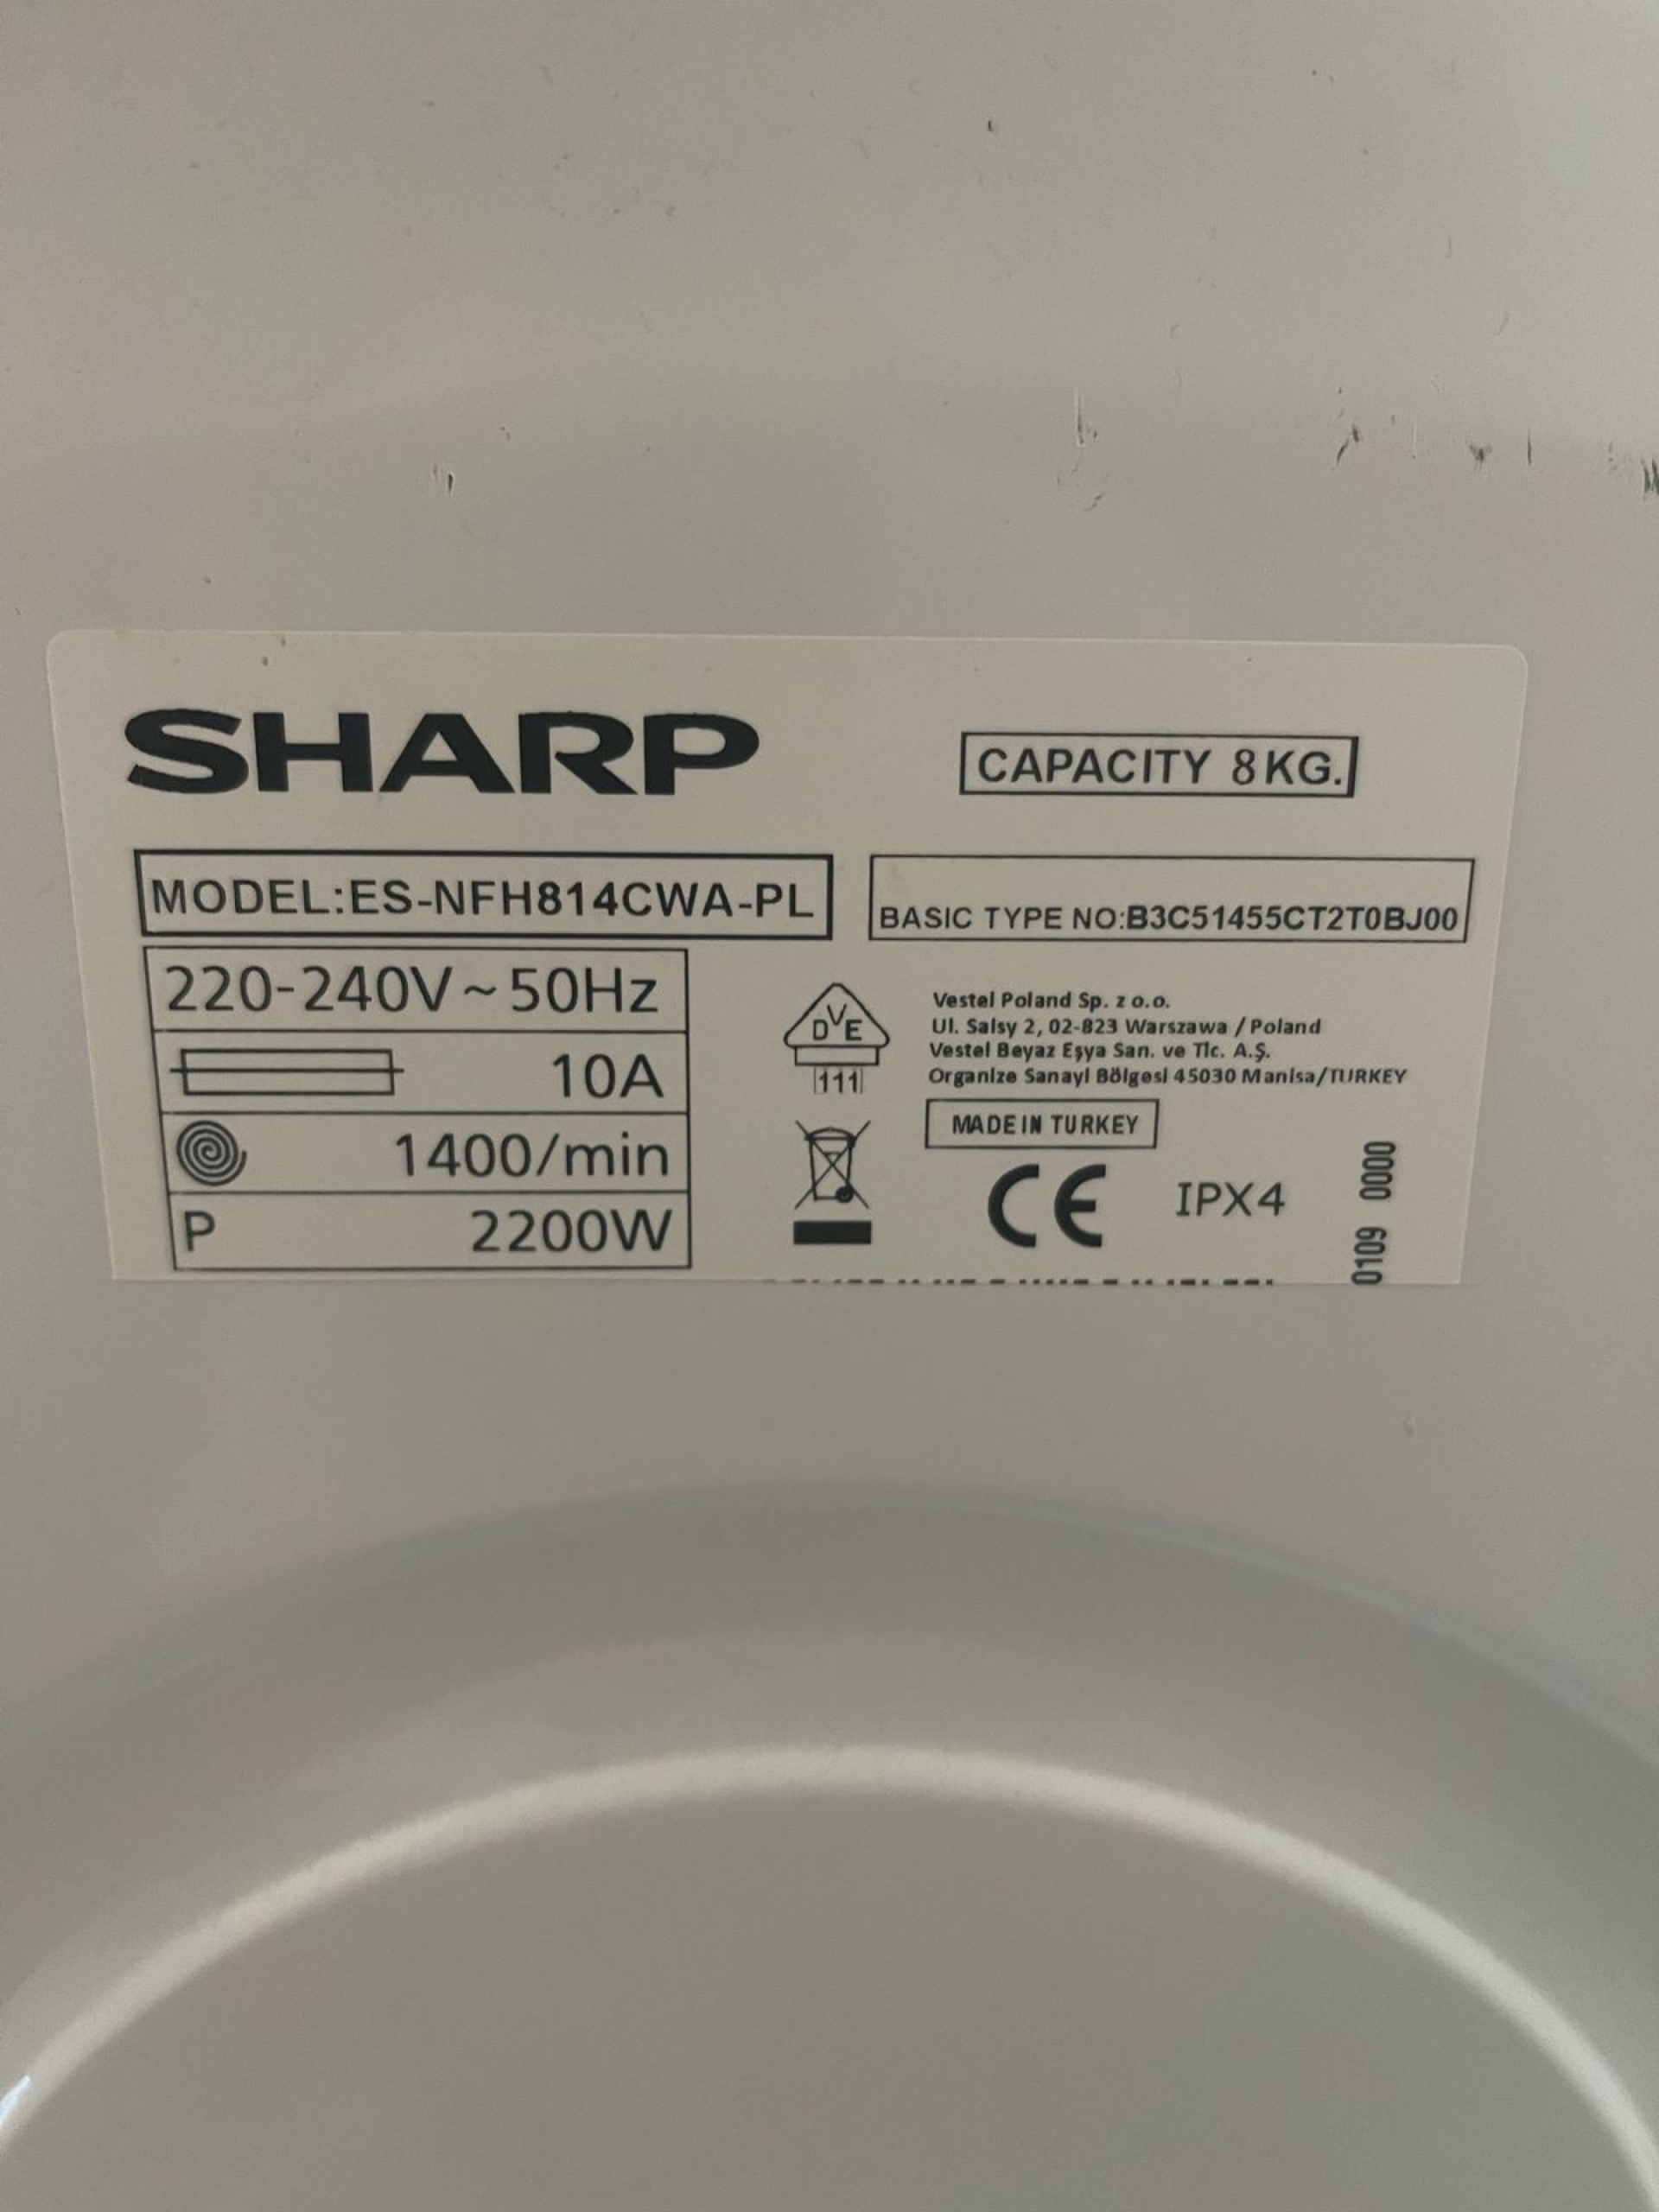 SHARP
CAPACITY 8KG.
MODEL:ES-NFH814CWA-PL
BASIC TYPE NO:B3C51455CT2T0BJ00
220-240V~50Hz
10A
1400/min
P 2200W
DVE
111
Vestel Poland Sp. z o.o.
Ul. Salsy 2, 02-823 Warszawa / Poland
Vestel Beyaz Eşya San. ve Tic. A.Ş.
Organize Sanayi Bölgesi 45030 Manisa/TURKEY
MADE IN TURKEY
CE IPX4
0109 0000